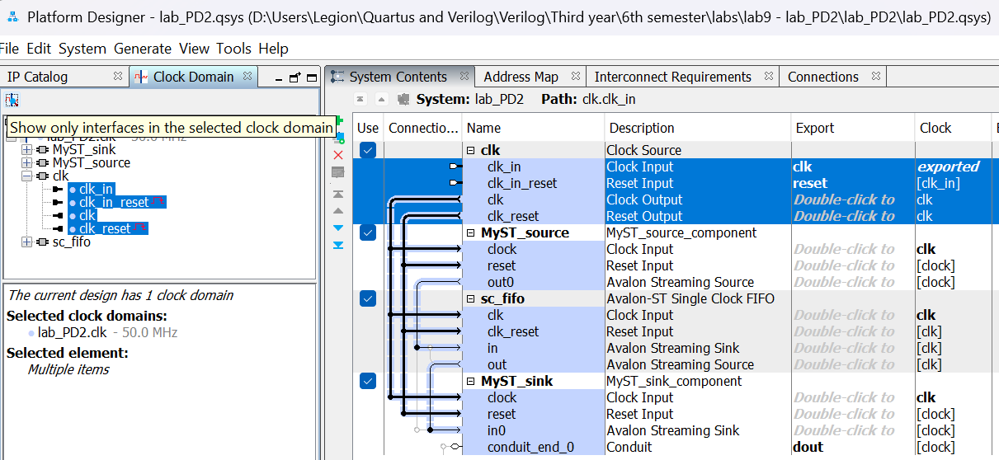 Platform Designer - lab_PD2.qsys (D:\Users\Legion\Quartus and Verilog\Verilog\Third year\6th semester\labs\lab9 - lab_PD2\lab_PD2\lab_PD2.qsys)
File Edit System Generate View Tools Help
IP Catalog
Clock Domain
Show only interfaces in the selected clock domain
lab_PD2.clk - 50.0 MHz
MyST_sink
MyST_source
clk
clk_in
clk_in_reset
clk
clk_reset
sc_fifo
The current design has 1 clock domain
Selected clock domains:
lab_PD2.clk - 50.0 MHz
Selected element:
Multiple items
System Contents Address Map Interconnect Requirements Connections
System: lab_PD2 Path: clk.clk_in
Use Connectio... Name Description Export Clock
clk Clock Source
clk_in Clock Input clk exported
clk_in_reset Reset Input reset [clk_in]
clk Clock Output Double-click to clk
clk_reset Reset Output Double-click to clk
MyST_source MyST_source_component
clock Clock Input Double-click to clk
reset Reset Input Double-click to [clock]
out0 Avalon Streaming Source Double-click to [clock]
sc_fifo Avalon-ST Single Clock FIFO
clk Clock Input Double-click to clk
clk_reset Reset Input Double-click to [clk]
in Avalon Streaming Sink Double-click to [clk]
out Avalon Streaming Source Double-click to [clk]
MyST_sink MyST_sink_component
clock Clock Input Double-click to clk
reset Reset Input Double-click to [clock]
in0 Avalon Streaming Sink Double-click to [clock]
conduit_end_0 Conduit dout [clock]